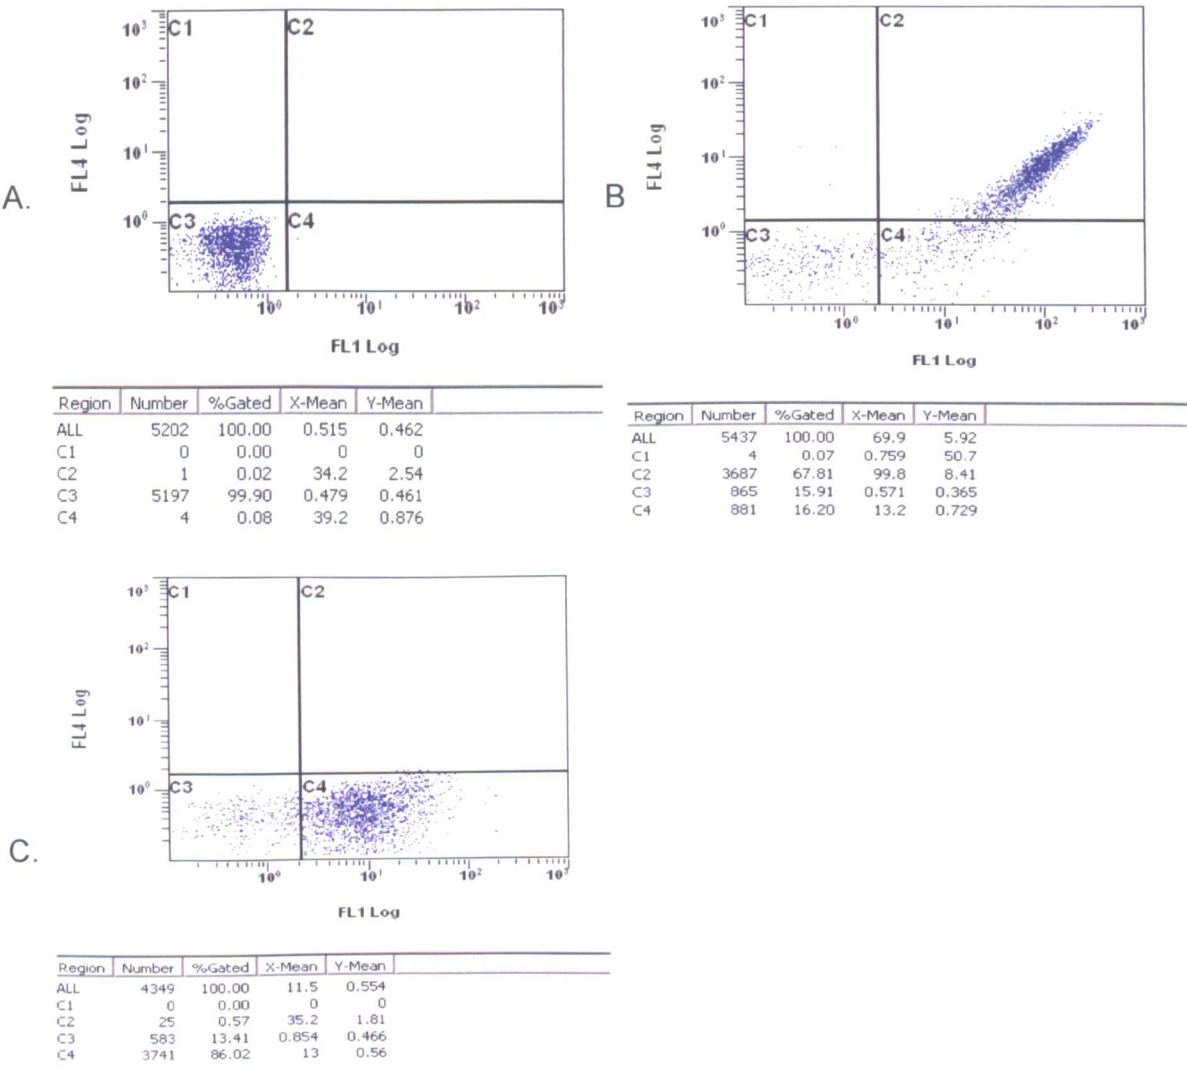 A.
FL4 Log
10³
10²
10¹
10⁰
C1 C2
C3 C4
10⁰ 10¹ 10² 10³
FL1 Log
Region Number %Gated X-Mean Y-Mean
ALL 5202 100.00 0.515 0.462
C1 0 0.00 0 0
C2 1 0.02 34.2 2.54
C3 5197 99.90 0.479 0.461
C4 4 0.08 39.2 0.876
B
FL4 Log
10³
10²
10¹
10⁰
C1 C2
C3 C4
10⁰ 10¹ 10² 10³
FL1 Log
Region Number %Gated X-Mean Y-Mean
ALL 5437 100.00 69.9 5.92
C1 4 0.07 0.759 50.7
C2 3687 67.81 99.8 8.41
C3 865 15.91 0.571 0.365
C4 881 16.20 13.2 0.729
C.
FL4 Log
10³
10²
10¹
10⁰
C1 C2
C3 C4
10⁰ 10¹ 10² 10³
FL1 Log
Region Number %Gated X-Mean Y-Mean
ALL 4349 100.00 11.5 0.554
C1 0 0.00 0 0
C2 25 0.57 35.2 1.81
C3 583 13.41 0.854 0.466
C4 3741 86.02 13 0.56